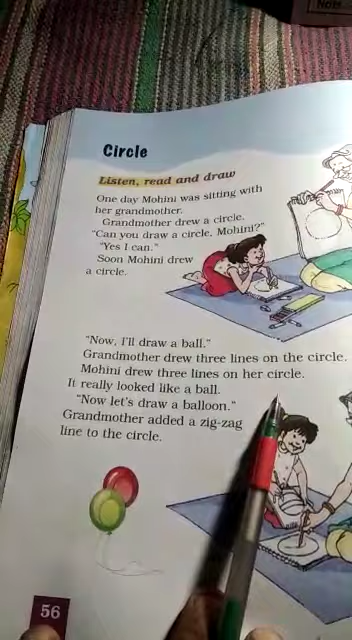 Note
Circle
Listen, read and draw
One day Mohini was sitting with
her grandmother.
Grandmother drew a circle.
"Can you draw a circle, Mohini?"
"Yes I can."
Soon Mohini drew
a circle.
"Now, I'll draw a ball."
Grandmother drew three lines on the circle.
Mohini drew three lines on her circle.
It really looked like a ball.
"Now let's draw a balloon."
Grandmother added a zig-zag
line to the circle.
56